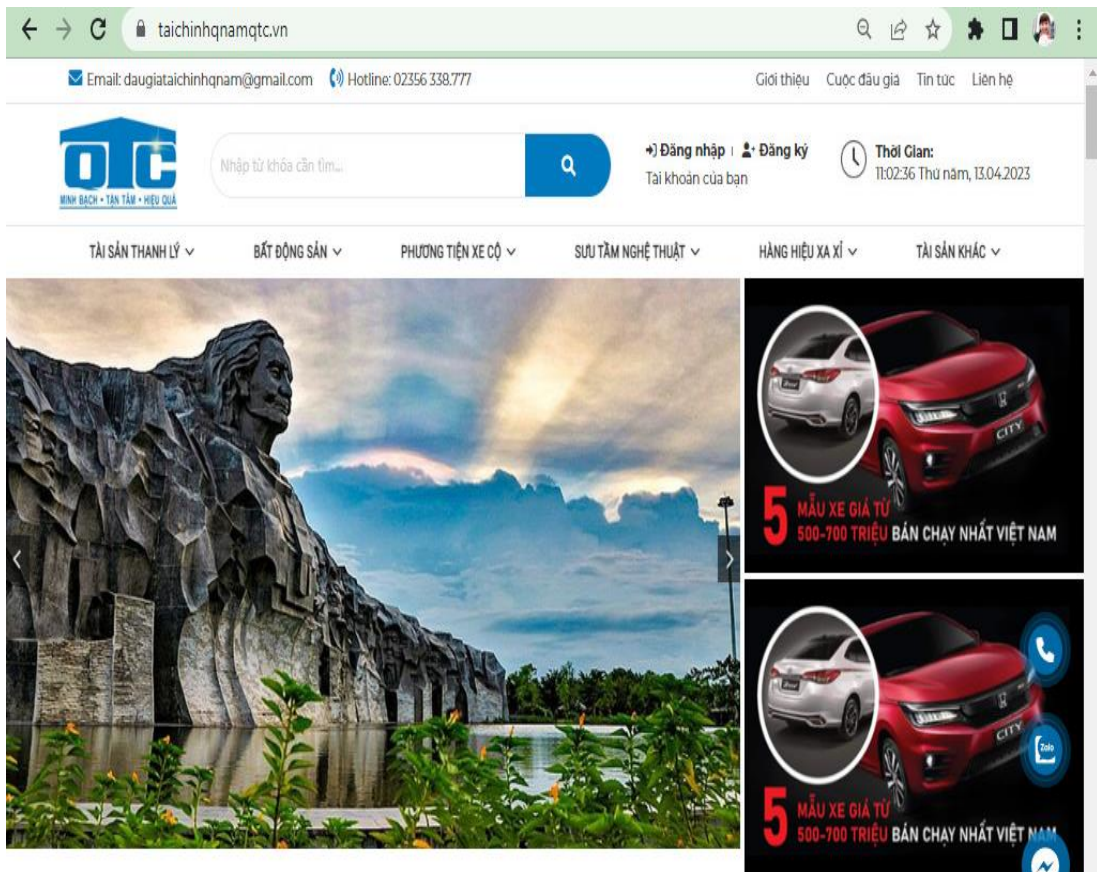 taichinhqnamqtc.vn
Email: daugiataichinhqnam@gmail.com Hotline: 02356 338.777 Giới thiệu Cuộc đấu giá Tin tức Liên hệ
QTC
MINH BẠCH • TẬN TÂM • HIỆU QUẢ
Nhập từ khóa cần tìm...
Đăng nhập | Đăng ký
Tài khoản của bạn
Thời Gian:
11:02:36 Thứ năm, 13.04.2023
TÀI SẢN THANH LÝ BẤT ĐỘNG SẢN PHƯƠNG TIỆN XE CỘ SƯU TẦM NGHỆ THUẬT HÀNG HIỆU XA XỈ TÀI SẢN KHÁC
CITY
5 MẪU XE GIÁ TỪ
500-700 TRIỆU BÁN CHẠY NHẤT VIỆT NAM
CITY
Zalo
5 MẪU XE GIÁ TỪ
500-700 TRIỆU BÁN CHẠY NHẤT VIỆT NAM